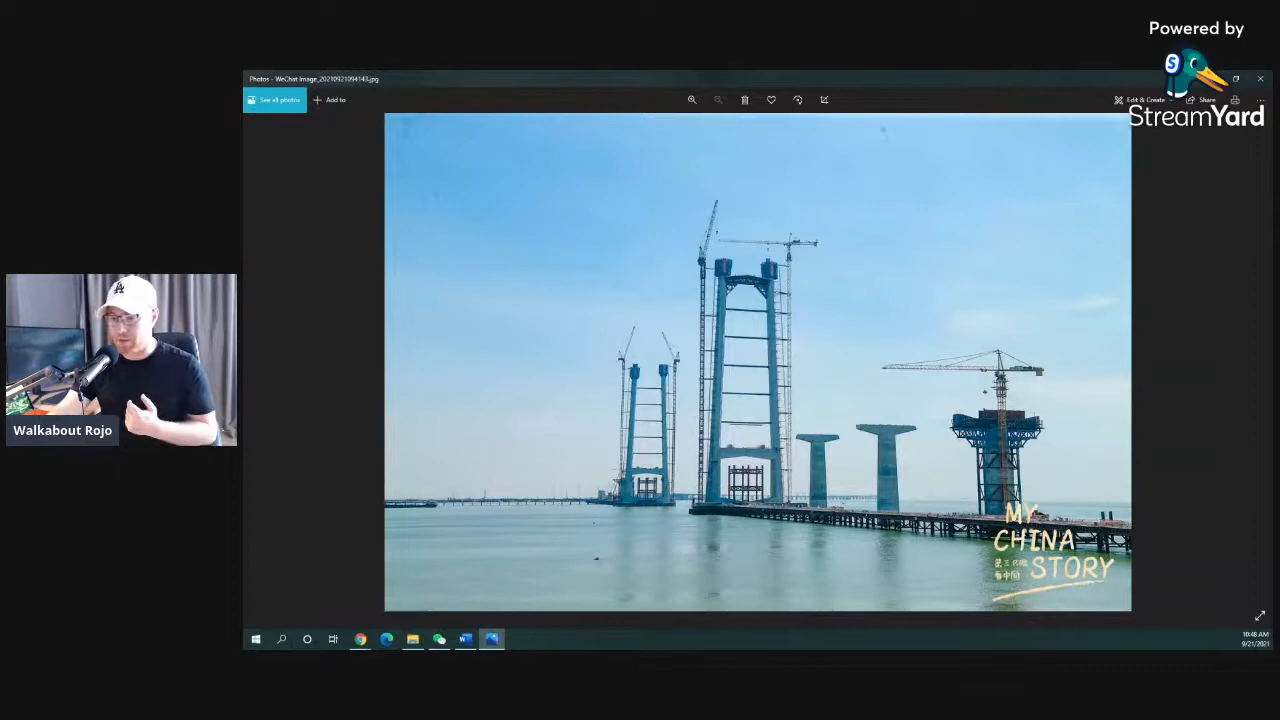 Powered by
StreamYard
Photos - WeChat Image_20210921094143.jpg
See all photos
Add to
Edit & Create
Share
Walkabout Rojo
MY
CHINA
STORY
10:48 AM
9/21/2021